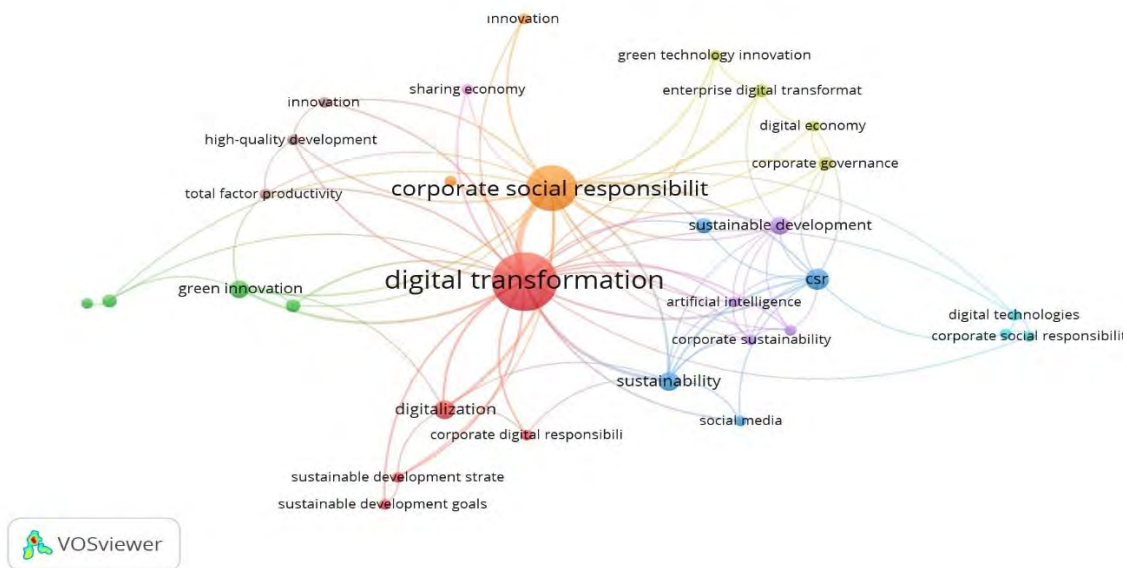 innovation
green technology innovation
sharing economy
enterprise digital transformat
innovation
digital economy
high-quality development
corporate governance
corporate social responsibilit
total factor productivity
sustainable development
digital transformation
csr
green innovation
artificial intelligence
digital technologies
corporate sustainability
corporate social responsibilit
sustainability
digitalization
social media
corporate digital responsibili
sustainable development strate
sustainable development goals
VOSviewer